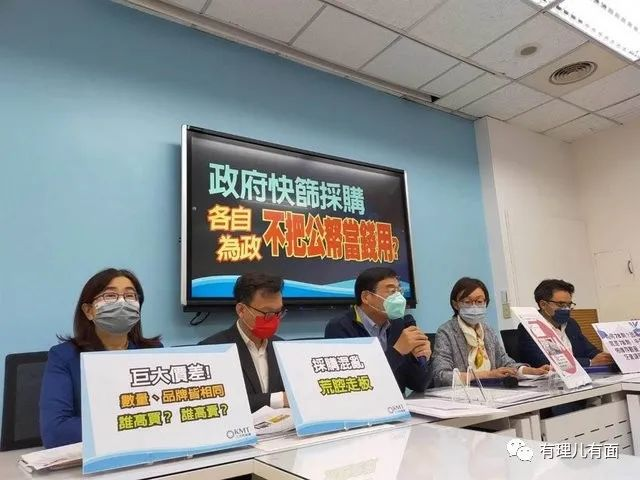 政府快篩採購
各自為政
不把公帑當錢用?
巨大價差!
數量、品牌皆相同
誰高買? 誰高賣?
KMT
採購混亂
荒腔走板
KMT
有理儿有面